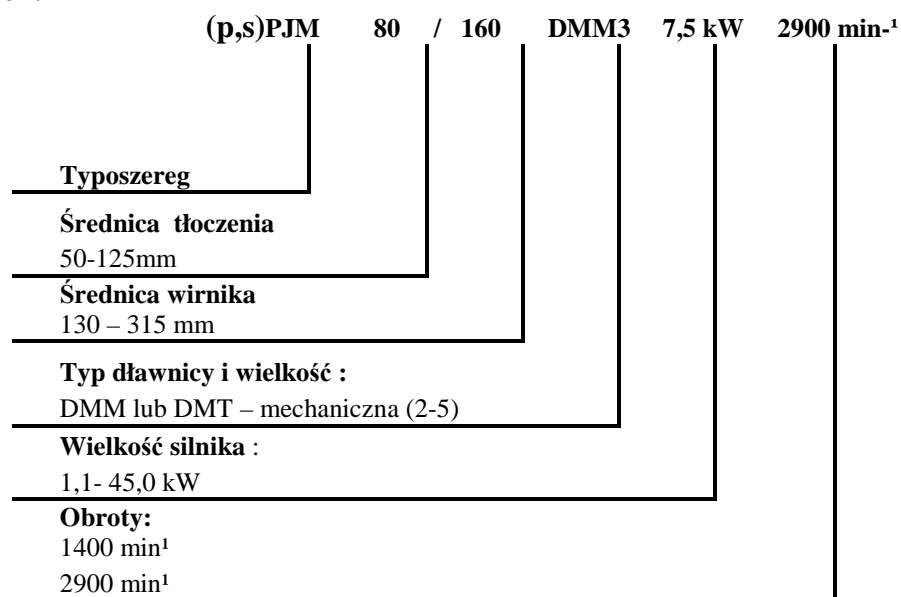 (p,s)PJM 80 / 160 DMM3 7,5 kW 2900 min-¹
Typoszereg
Średnica tłoczenia
50-125mm
Średnica wirnika
130 – 315 mm
Typ dławnicy i wielkość :
DMM lub DMT – mechaniczna (2-5)
Wielkość silnika :
1,1- 45,0 kW
Obroty:
1400 min¹
2900 min¹